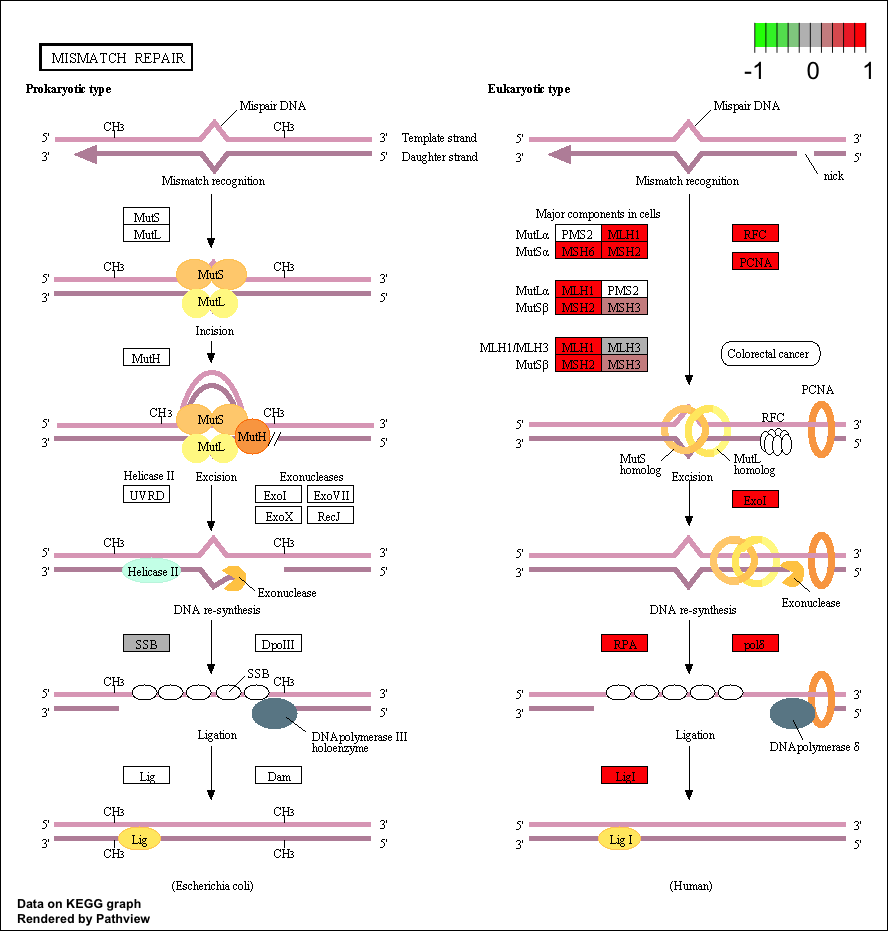 MISMATCH REPAIR
-1 0 1
Prokaryotic type
Mispair DNA
CH3 CH3
5' 3'
3' 5'
Template strand
Daughter strand
Mismatch recognition
MutS
MutL
CH3 MutS CH3
5' 3'
3' MutL 5'
Incision
MutH
CH3 MutS CH3
5' 3'
3' MutL MutH 5'
Helicase II Excision Exonucleases
UVRD ExoI ExoVII
ExoX RecJ
CH3 CH3
5' 3'
3' Helicase II 5'
Exonuclease
DNA re-synthesis
SSB DpoIII
SSB
CH3 CH3
5' 3'
3' 5'
DNA polymerase III
holoenzyme
Ligation
Lig Dam
CH3 CH3
5' 3'
3' Lig 5'
CH3 CH3
(Escherichia coli)
Eukaryotic type
Mispair DNA
5' 3'
3' 5'
nick
Mismatch recognition
Major components in cells
MutLα PMS2 MLH1 RFC
MutSα MSH6 MSH2
PCNA
MutLα MLH1 PMS2
MutSβ MSH2 MSH3
MLH1/MLH3 MLH1 MLH3
MutSβ MSH2 MSH3
Colorectal cancer
PCNA
RFC
5' 3'
3' 5'
MutS
homolog
MutL
homolog
Excision
ExoI
5' 3'
3' 5'
Exonuclease
DNA re-synthesis
RPA polδ
5' 3'
3' 5'
DNA polymerase δ
Ligation
LigI
5' 3'
3' Lig I 5'
(Human)
Data on KEGG graph
Rendered by Pathview